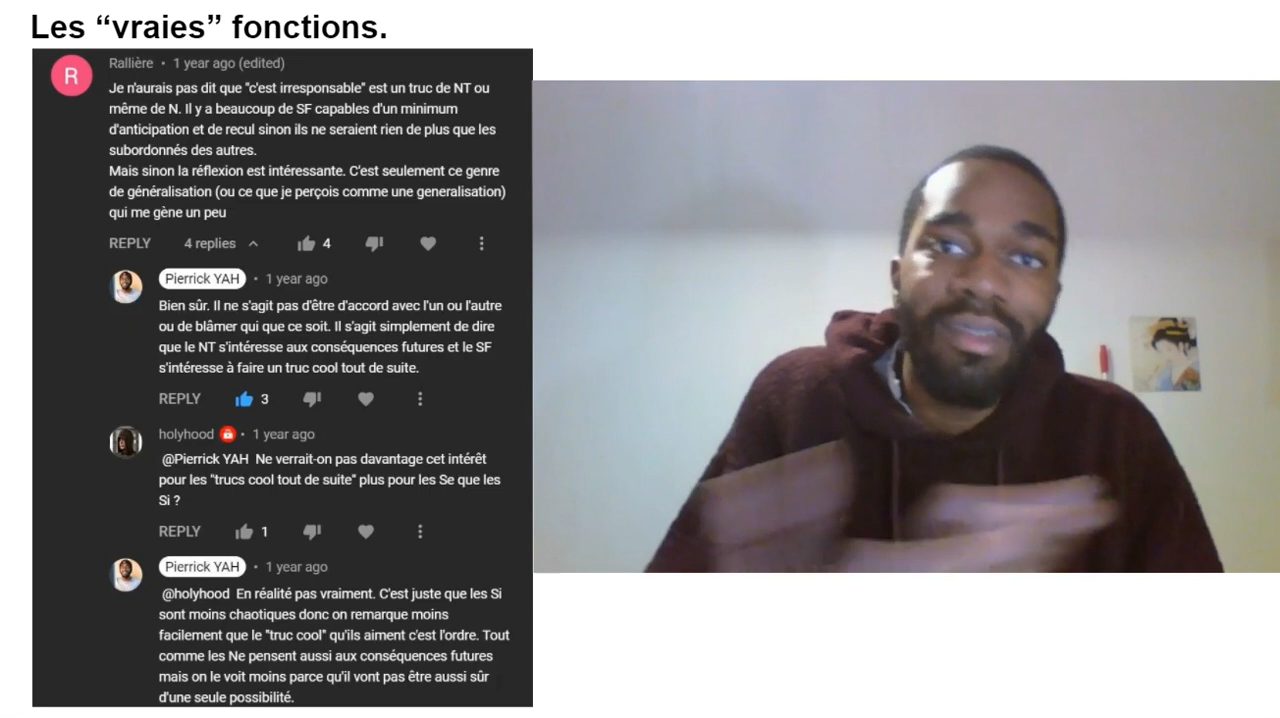 Les “vraies” fonctions.
R
Rallière • 1 year ago (edited)
Je n'aurais pas dit que "c'est irresponsable" est un truc de NT ou
même de N. Il y a beaucoup de SF capables d'un minimum
d'anticipation et de recul sinon ils ne seraient rien de plus que les
subordonnés des autres.
Mais sinon la réflexion est intéressante. C'est seulement ce genre
de généralisation (ou ce que je perçois comme une generalisation)
qui me gène un peu
REPLY 4 replies 4
Pierrick YAH • 1 year ago
Bien sûr. Il ne s'agit pas d'être d'accord avec l'un ou l'autre
ou de blâmer qui que ce soit. Il s'agit simplement de dire
que le NT s'intéresse aux conséquences futures et le SF
s'intéresse à faire un truc cool tout de suite.
REPLY 3
holyhood • 1 year ago
@Pierrick YAH Ne verrait-on pas davantage cet intérêt
pour les "trucs cool tout de suite" plus pour les Se que les
Si ?
REPLY 1
Pierrick YAH • 1 year ago
@holyhood En réalité pas vraiment. C'est juste que les Si
sont moins chaotiques donc on remarque moins
facilement que le "truc cool" qu'ils aiment c'est l'ordre. Tout
comme les Ne pensent aussi aux conséquences futures
mais on le voit moins parce qu'il vont pas être aussi sûr
d'une seule possibilité.